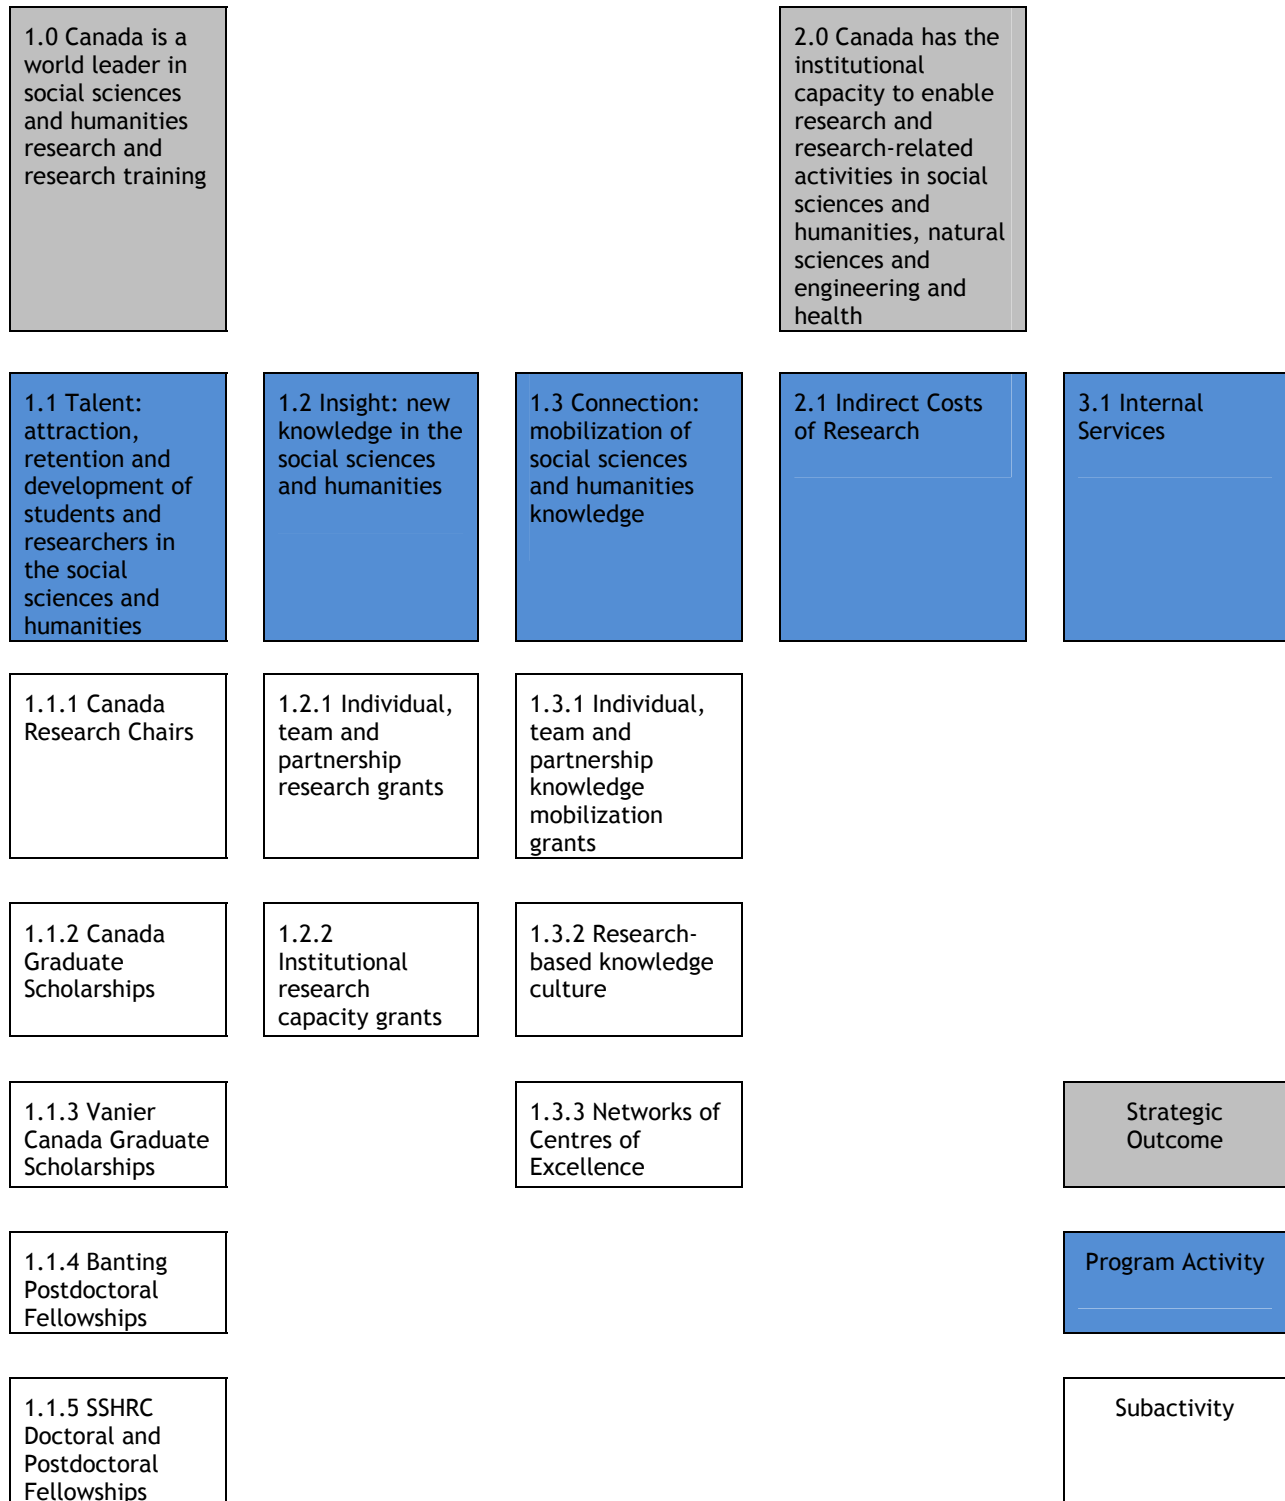 1.0 Canada is a
world leader in
social sciences
and humanities
research and
research training
2.0 Canada has the
institutional
capacity to enable
research and
research-related
activities in social
sciences and
humanities, natural
sciences and
engineering and
health
1.1 Talent:
attraction,
retention and
development of
students and
researchers in
the social
sciences and
humanities
1.2 Insight: new
knowledge in the
social sciences
and humanities
1.3 Connection:
mobilization of
social sciences
and humanities
knowledge
2.1 Indirect Costs
of Research
3.1 Internal
Services
1.1.1 Canada
Research Chairs
1.2.1 Individual,
team and
partnership
research grants
1.3.1 Individual,
team and
partnership
knowledge
mobilization
grants
1.1.2 Canada
Graduate
Scholarships
1.2.2
Institutional
research
capacity grants
1.3.2 Research-
based knowledge
culture
1.1.3 Vanier
Canada Graduate
Scholarships
1.3.3 Networks of
Centres of
Excellence
Strategic
Outcome
1.1.4 Banting
Postdoctoral
Fellowships
Program Activity
1.1.5 SSHRC
Doctoral and
Postdoctoral
Fellowships
Subactivity